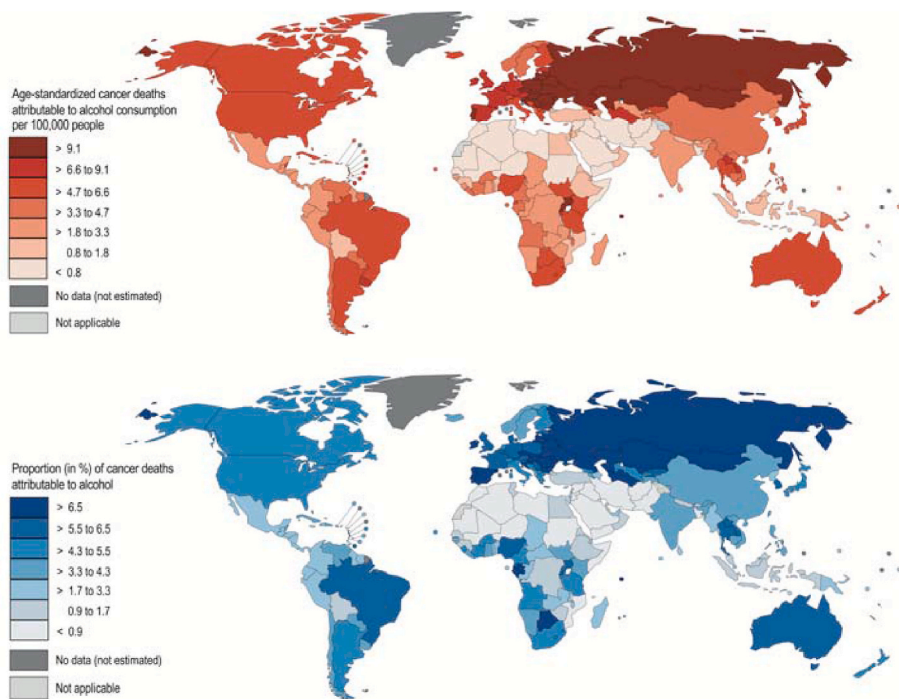 Age-standardized cancer deaths
attributable to alcohol consumption
per 100,000 people
> 9.1
> 6.6 to 9.1
> 4.7 to 6.6
> 3.3 to 4.7
> 1.8 to 3.3
0.8 to 1.8
< 0.8
No data (not estimated)
Not applicable
Proportion (in %) of cancer deaths
attributable to alcohol
> 6.5
> 5.5 to 6.5
> 4.3 to 5.5
> 3.3 to 4.3
> 1.7 to 3.3
0.9 to 1.7
< 0.9
No data (not estimated)
Not applicable